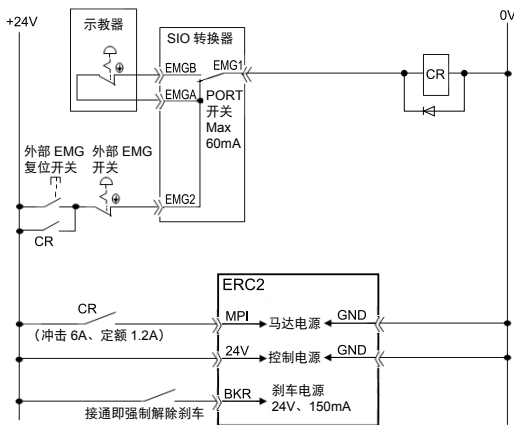 +24V
0V
示教器
SIO 转换器
EMGB
EMG1
EMGA
PORT
开关
Max
60mA
CR
外部 EMG
复位开关
外部 EMG
开关
EMG2
CR
ERC2
CR
MPI
马达电源
GND
（冲击 6A、定额 1.2A）
24V
控制电源
GND
BKR
刹车电源
24V、150mA
接通即强制解除刹车